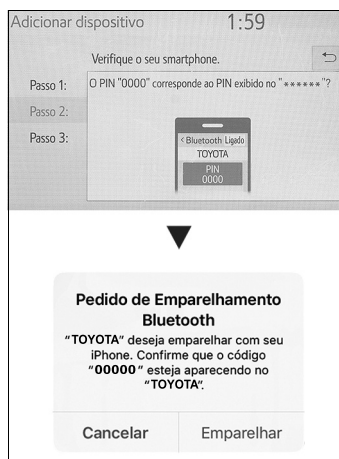 Adicionar dispositivo 1:59
Verifique o seu smartphone.
Passo 1: O PIN "0000" corresponde ao PIN exibido no "******"?
Passo 2:
Passo 3:
<Bluetooth Ligado
TOYOTA
PIN
0000
Pedido de Emparelhamento
Bluetooth
"TOYOTA" deseja emparelhar com seu
iPhone. Confirme que o código
"00000" esteja aparecendo no
"TOYOTA".
Cancelar Emparelhar